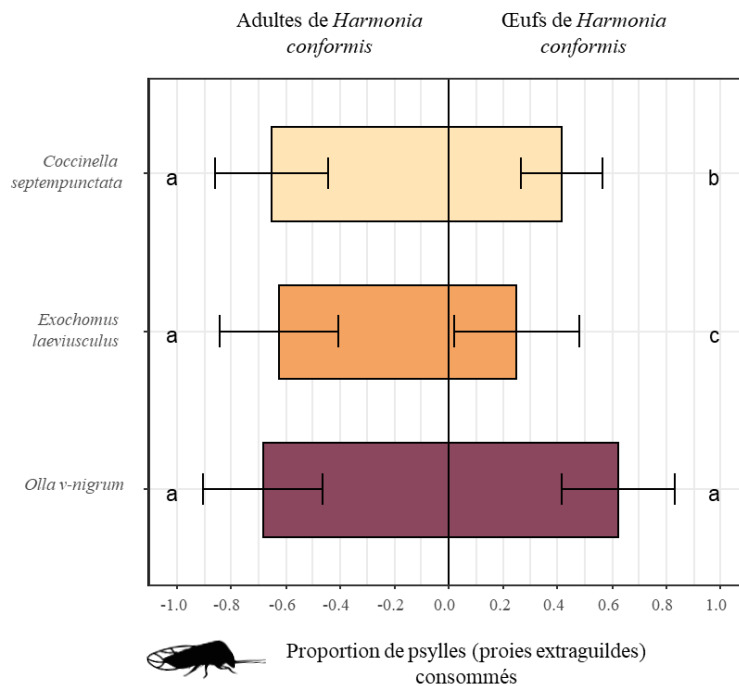 Adultes de Harmonia
conformis
Œufs de Harmonia
conformis
Coccinella
septempunctata
a
b
Exochomus
laeviusculus
a
c
Olla v-nigrum
a
a
-1.0 -0.8 -0.6 -0.4 -0.2 0.0 0.2 0.4 0.6 0.8 1.0
Proportion de psylles (proies extraguildes)
consommés